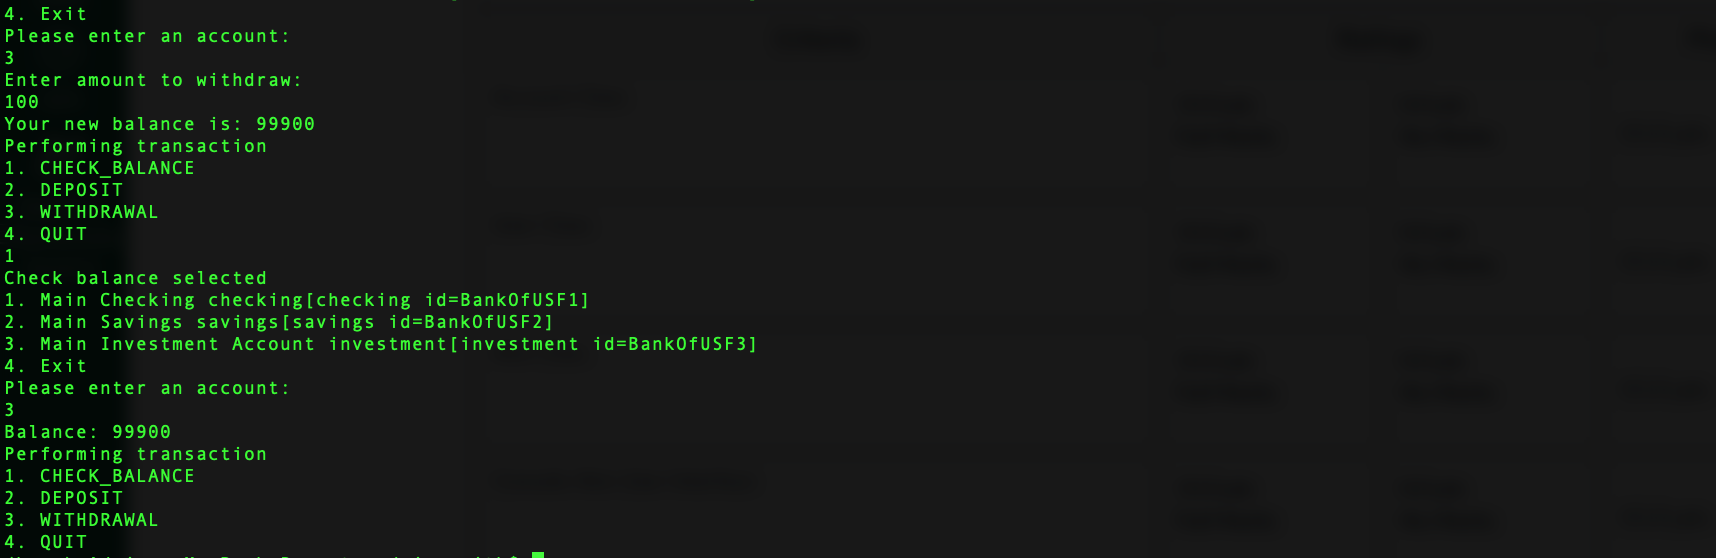 4. Exit
Please enter an account:
3
Enter amount to withdraw:
100
Your new balance is: 99900
Performing transaction
1. CHECK_BALANCE
2. DEPOSIT
3. WITHDRAWAL
4. QUIT
1
Check balance selected
1. Main Checking checking[checking id=BankOfUSF1]
2. Main Savings savings[savings id=BankOfUSF2]
3. Main Investment Account investment[investment id=BankOfUSF3]
4. Exit
Please enter an account:
3
Balance: 99900
Performing transaction
1. CHECK_BALANCE
2. DEPOSIT
3. WITHDRAWAL
4. QUIT